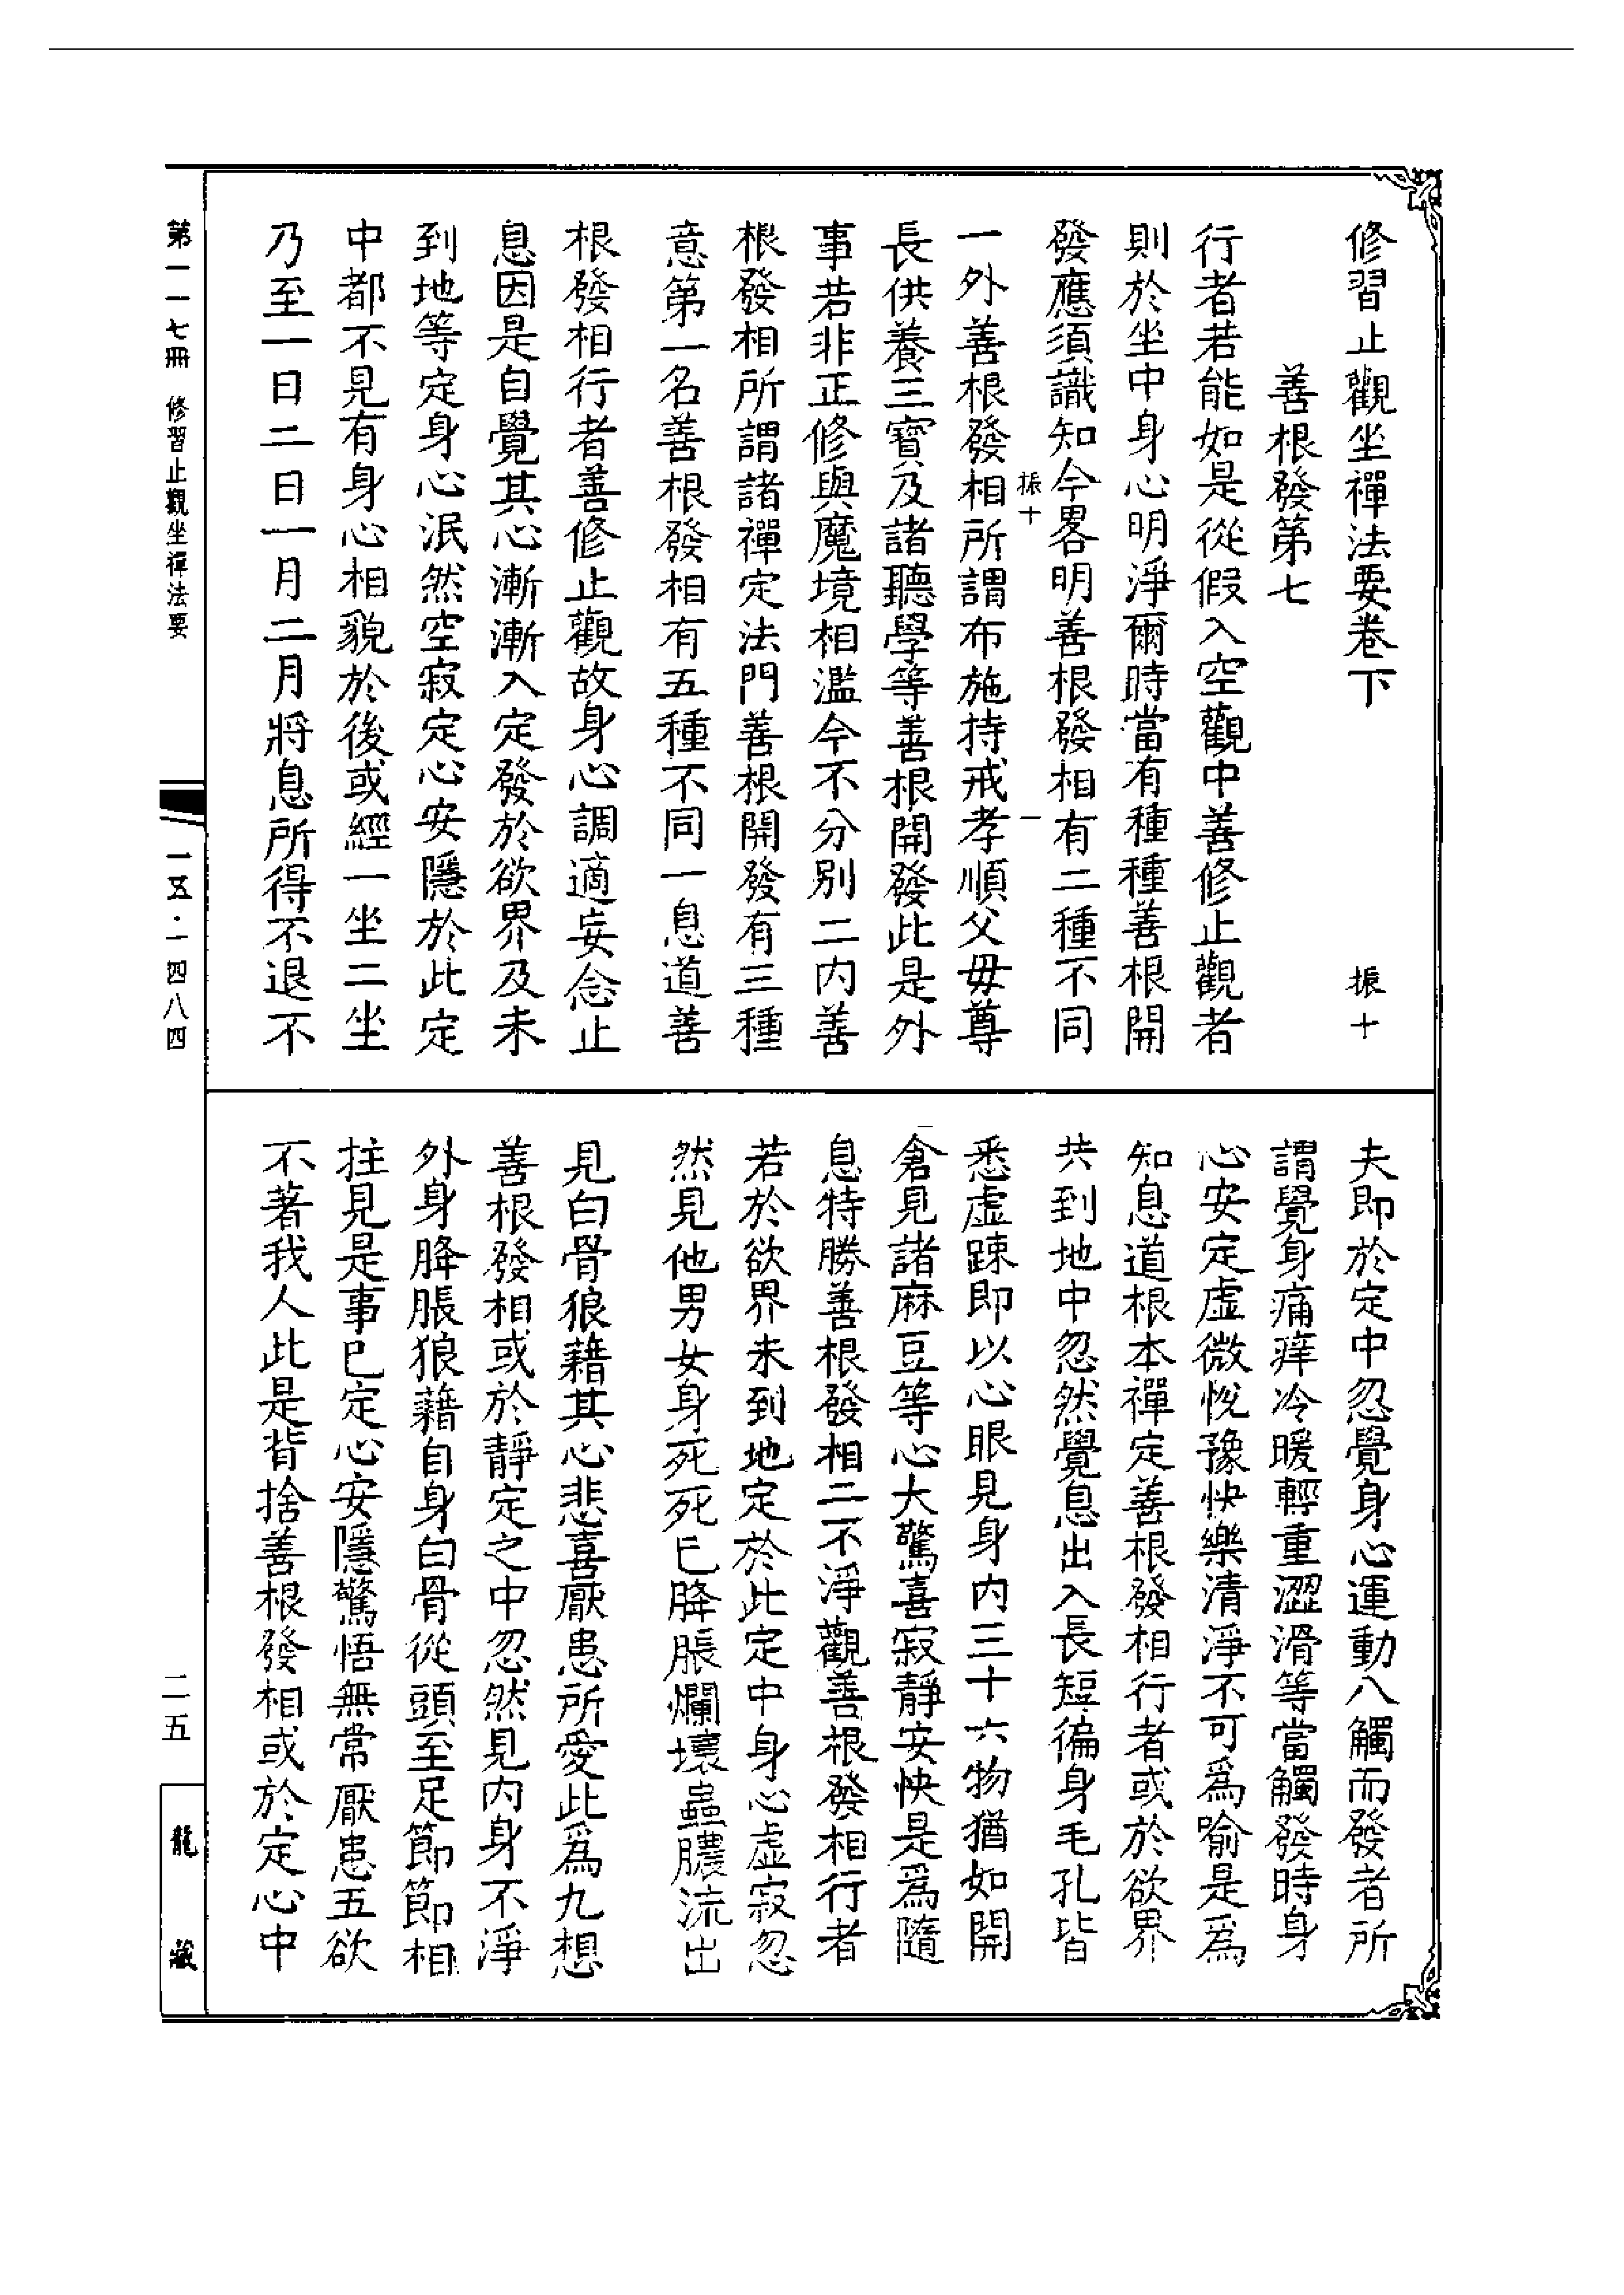 修習止觀坐禪法要卷下 振十
善根發第七
行者若能如是從假入空觀中善修止觀者
則於坐中身心明淨爾時當有種種善根開
發應須識知今畧明善根發相有二種不同
振十 一
一外善根發相所謂布施持戒孝順父毋尊
長供養三寶及諸聽學等善根開發此是外
事若非正修與魔境相濫今不分別二內善
根發相所謂諸禪定法門善根開發有三種
意第一名善根發相有五種不同一息道善
根發相行者善修止觀故身心調適妄念止
息因是自覺其心漸漸入定發於欲界及未
到地等定身心泯然空寂定心安隱於此定
中都不見有身心相貌於後或經一坐二坐
乃至一日二日一月二月將息所得不退不
夫即於定中忽覺身心運動八觸而發者所
謂覺身痛痒冷暖輕重澀滑等當觸發時身
心安定虛微悅豫快樂清淨不可為喻是為
知息道根本禪定善根發相行者或於欲界
共到地中忽然覺息出入長短徧身毛孔皆
悉虛踈即以心眼見身內三十六物猶如開
倉見諸麻豆等心大驚喜寂靜安快是爲隨
息特勝善根發相二不淨觀善根發相行者
若於欲界未到地定於此定中身心虛寂忽
然見他男女身死死巳膖脹爛壞蟲膿流出
見白骨狼藉其心悲喜厭患所愛此爲九想
善根發相或於靜定之中忽然見內身不淨
外身膖脹狼藉自身白骨從頭至足節節相
拄見是事已定心安隱驚悟無常厭患五欲
不著我人此是背捨善根發相或於定心中
第一一七冊 修習止觀坐禪法要
一五·一四八四
二五
龍藏